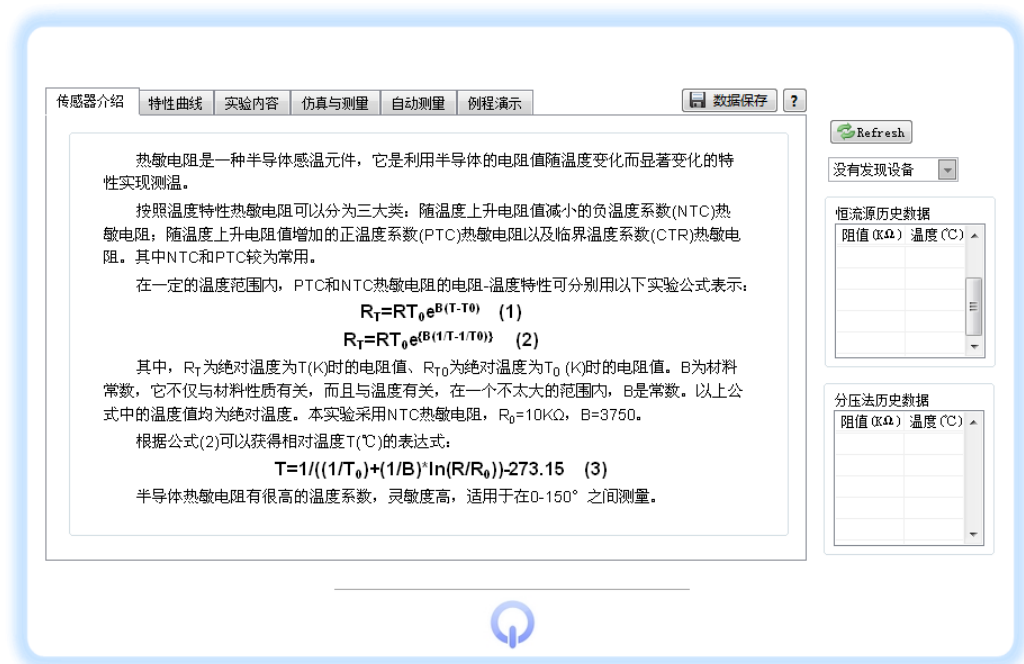 传感器介绍 特性曲线 实验内容 仿真与测量 自动测量 例程演示 数据保存 ?
热敏电阻是一种半导体感温元件，它是利用半导体的电阻值随温度变化而显著变化的特
性实现测温。
按照温度特性热敏电阻可以分为三大类：随温度上升电阻值减小的负温度系数(NTC)热
敏电阻；随温度上升电阻值增加的正温度系数(PTC)热敏电阻以及临界温度系数(CTR)热敏电
阻。其中NTC和PTC较为常用。
在一定的温度范围内，PTC和NTC热敏电阻的电阻-温度特性可分别用以下实验公式表示：
R_T=RT₀e^B(T-T0) (1)
R_T=RT₀e^{B(1/T-1/T0)} (2)
其中，R_T为绝对温度为T(K)时的电阻值、R_T0为绝对温度为T₀ (K)时的电阻值。B为材料
常数，它不仅与材料性质有关，而且与温度有关，在一个不太大的范围内，B是常数。以上公
式中的温度值均为绝对温度。本实验采用NTC热敏电阻，R₀=10KΩ，B=3750。
根据公式(2)可以获得相对温度T(℃)的表达式：
T=1/((1/T₀)+(1/B)*ln(R/R₀))-273.15 (3)
半导体热敏电阻有很高的温度系数，灵敏度高，适用于在0-150°之间测量。
Refresh
没有发现设备
恒流源历史数据
阻值(KΩ) 温度(℃)
分压法历史数据
阻值(KΩ) 温度(℃)